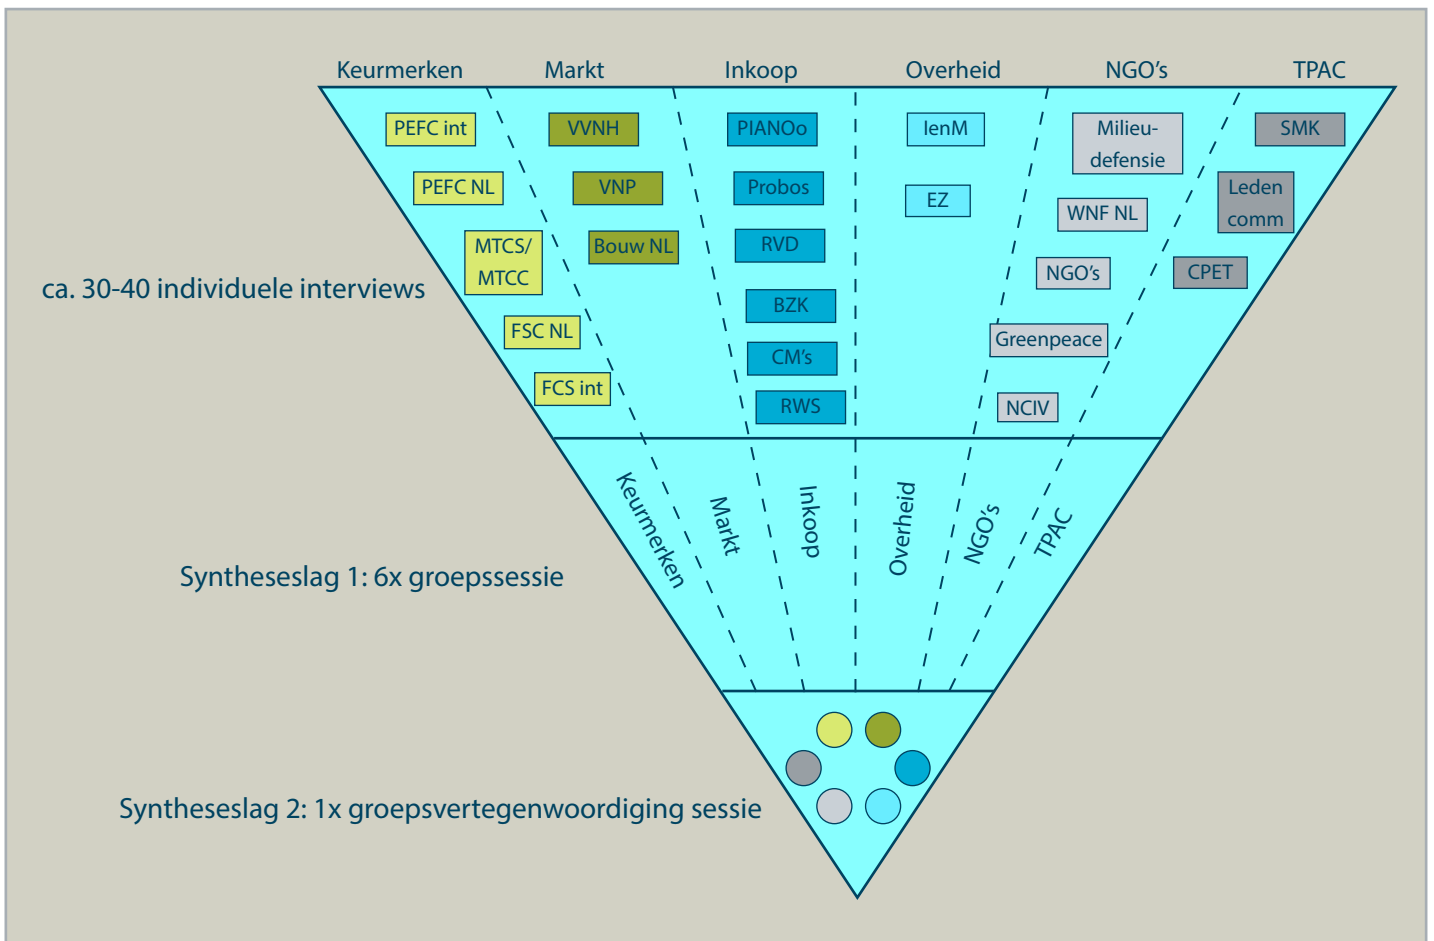 Keurmerken
Markt
Inkoop
Overheid
NGO's
TPAC
PEFC int
VVNH
PIANOo
IenM
Milieu-
defensie
SMK
PEFC NL
VNP
Probos
EZ
WNF NL
Leden
comm
MTCS/
MTCC
Bouw NL
RVD
NGO's
CPET
ca. 30-40 individuele interviews
FSC NL
BZK
Greenpeace
FCS int
CM's
RWS
NCIV
Keurmerken
Markt
Inkoop
Overheid
NGO's
TPAC
Syntheseslag 1: 6x groepssessie
Syntheseslag 2: 1x groepsvertegenwoordiging sessie